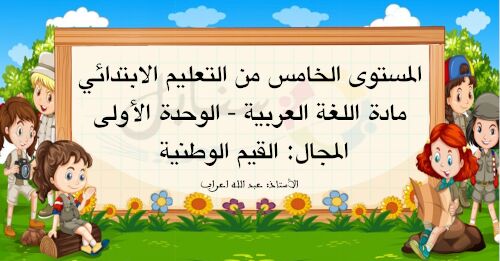 المستوى الخامس من التعليم الابتدائي
مادة اللغة العربية - الوحدة الأولى
المجال: القيم الوطنية
الأستاذ: عبد الله اعراب